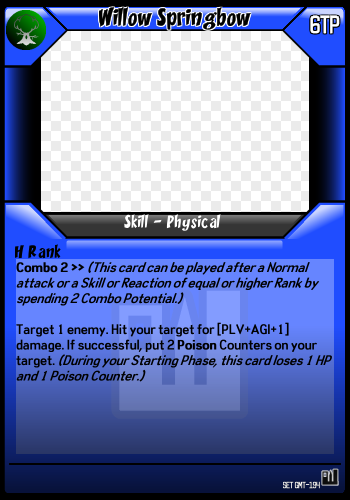 Willow Springbow
6TP
Skill - Physical
H Rank
Combo 2 >> (This card can be played after a Normal
attack or a Skill or Reaction of equal or higher Rank by
spending 2 Combo Potential.)
Target 1 enemy. Hit your target for [PLV+AGI+1]
damage. If successful, put 2 Poison Counters on your
target. (During your Starting Phase, this card loses 1 HP
and 1 Poison Counter.)
SET GMT-194